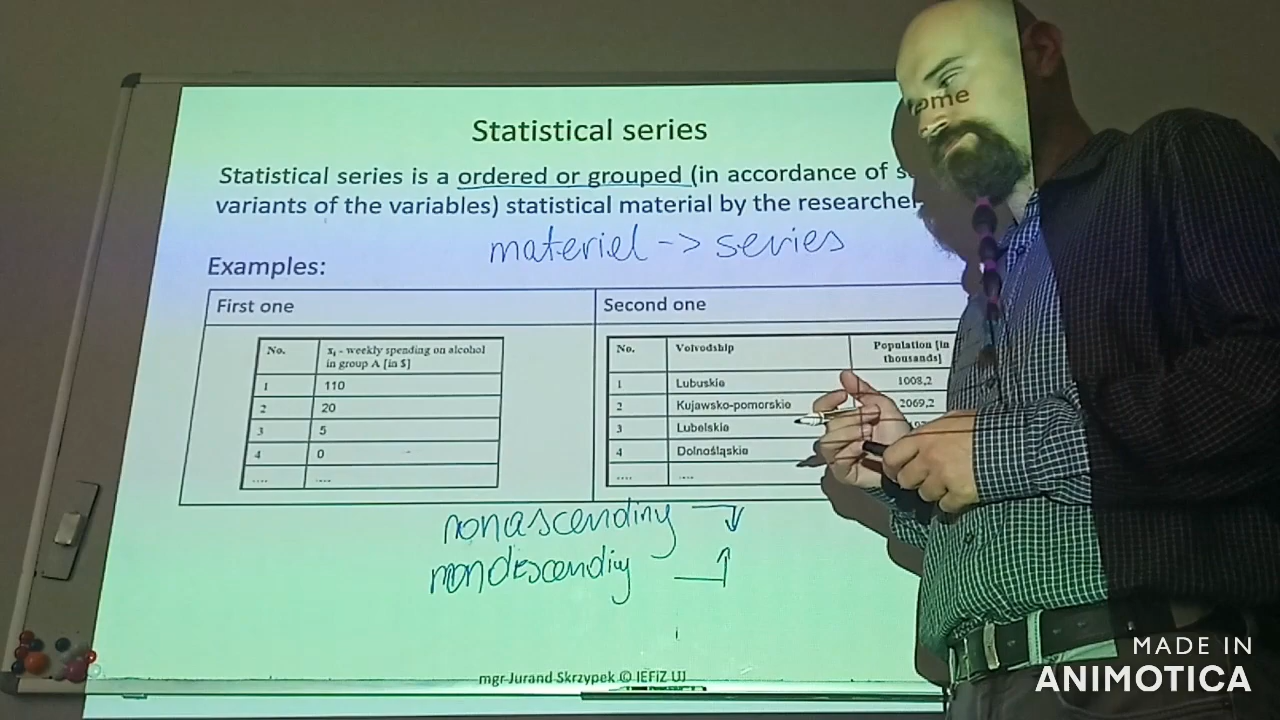 Statistical series
Statistical series is a ordered or grouped (in accordance of
ome
variants of the variables) statistical material by the researcher
materiel -> series
Examples:
First one
Second one
No. xi - weekly spending on alcohol in group A [in $]
1 110
2 20
3 5
4 0
.... ....
No. Voivodship Population [in thousands]
1 Lubuskie 1008,2
2 Kujawsko-pomorskie 2069,2
3 Lubelskie
4 Dolnośląskie
.... ....
nonascending
nondescendiy
mgr Jurand Skrzypek © IEFiZ UJ
MADE IN
ANIMOTICA